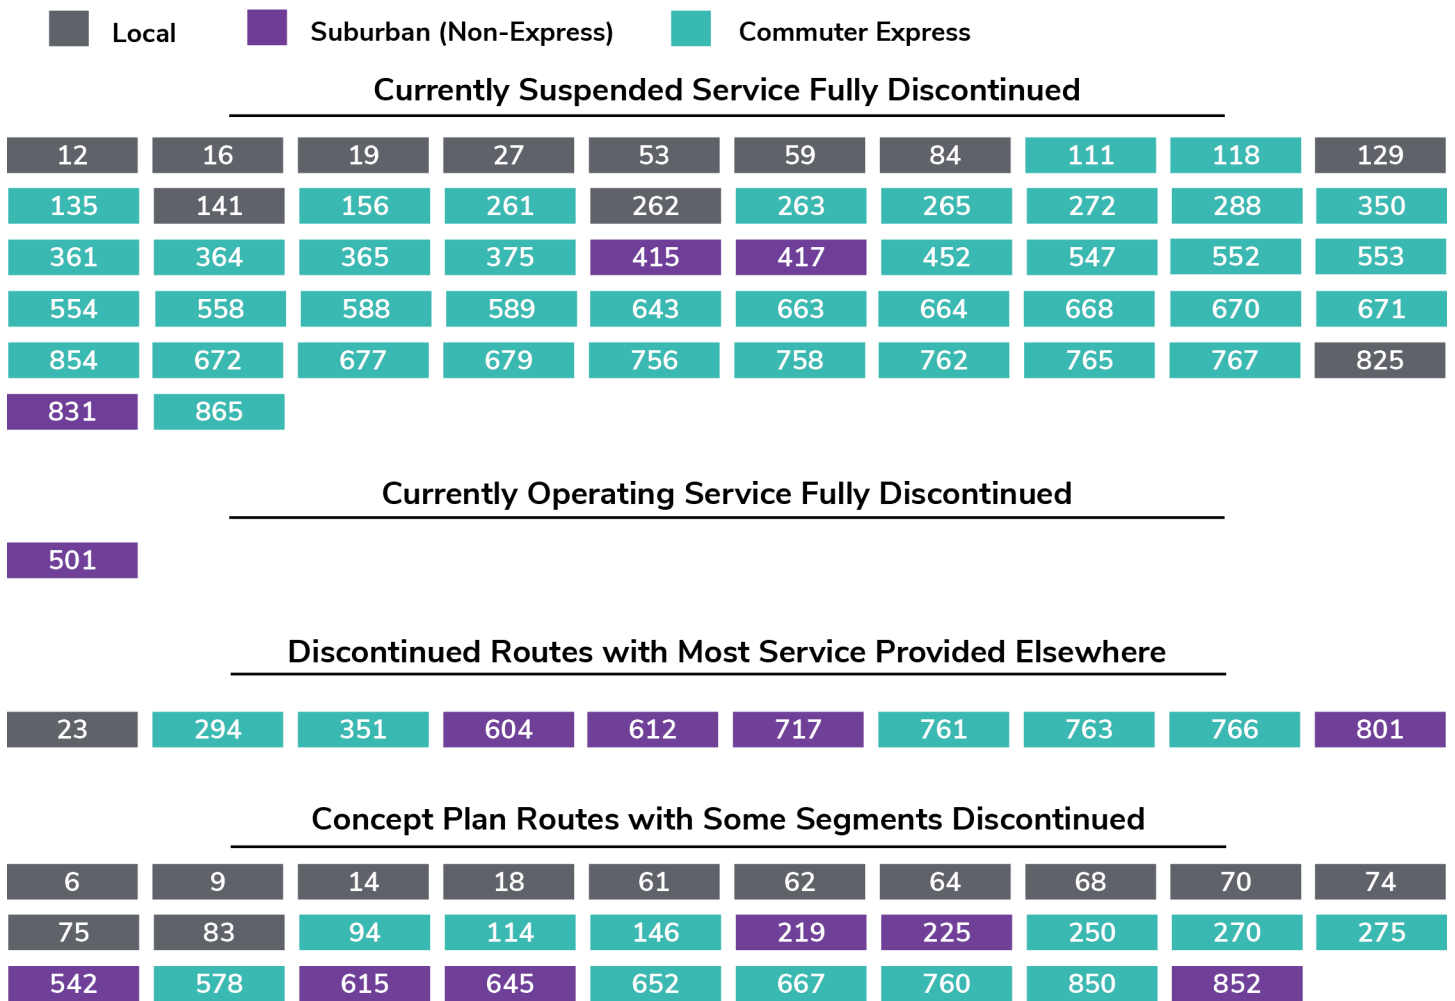 Local Suburban (Non-Express) Commuter Express
Currently Suspended Service Fully Discontinued
12 16 19 27 53 59 84 111 118 129
135 141 156 261 262 263 265 272 288 350
361 364 365 375 415 417 452 547 552 553
554 558 588 589 643 663 664 668 670 671
854 672 677 679 756 758 762 765 767 825
831 865
Currently Operating Service Fully Discontinued
501
Discontinued Routes with Most Service Provided Elsewhere
23 294 351 604 612 717 761 763 766 801
Concept Plan Routes with Some Segments Discontinued
6 9 14 18 61 62 64 68 70 74
75 83 94 114 146 219 225 250 270 275
542 578 615 645 652 667 760 850 852